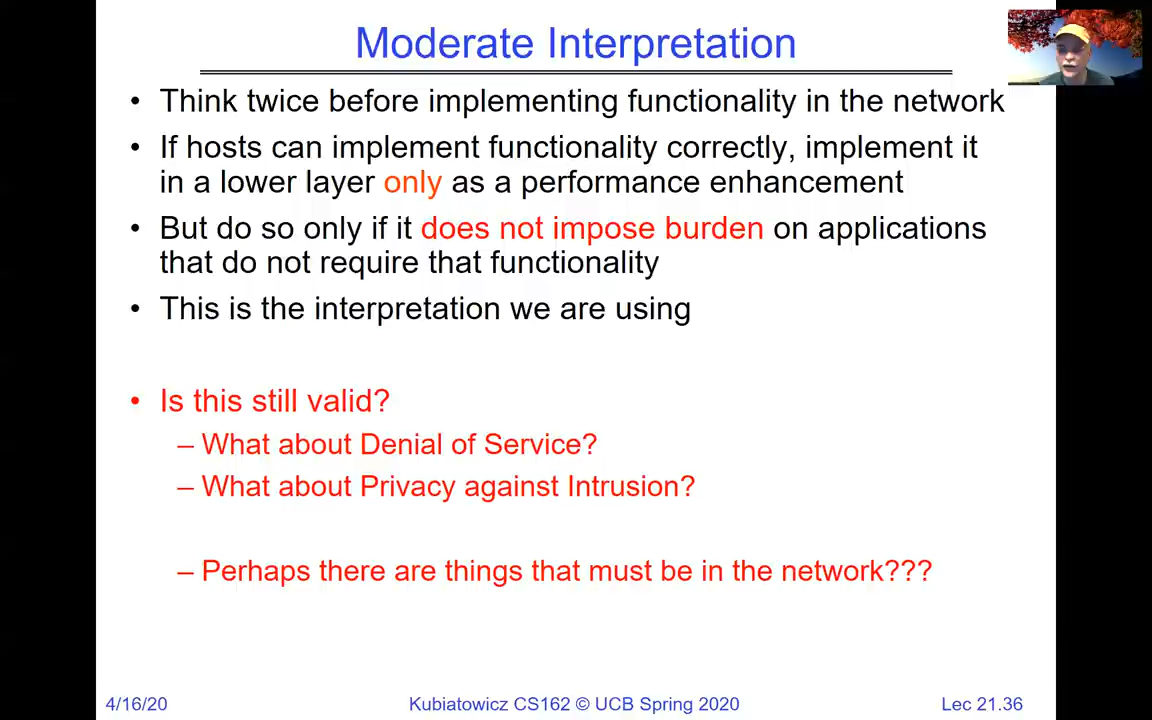 Moderate Interpretation
• Think twice before implementing functionality in the network
• If hosts can implement functionality correctly, implement it
in a lower layer only as a performance enhancement
• But do so only if it does not impose burden on applications
that do not require that functionality
• This is the interpretation we are using
• Is this still valid?
– What about Denial of Service?
– What about Privacy against Intrusion?
– Perhaps there are things that must be in the network???
4/16/20 Kubiatowicz CS162 © UCB Spring 2020 Lec 21.36